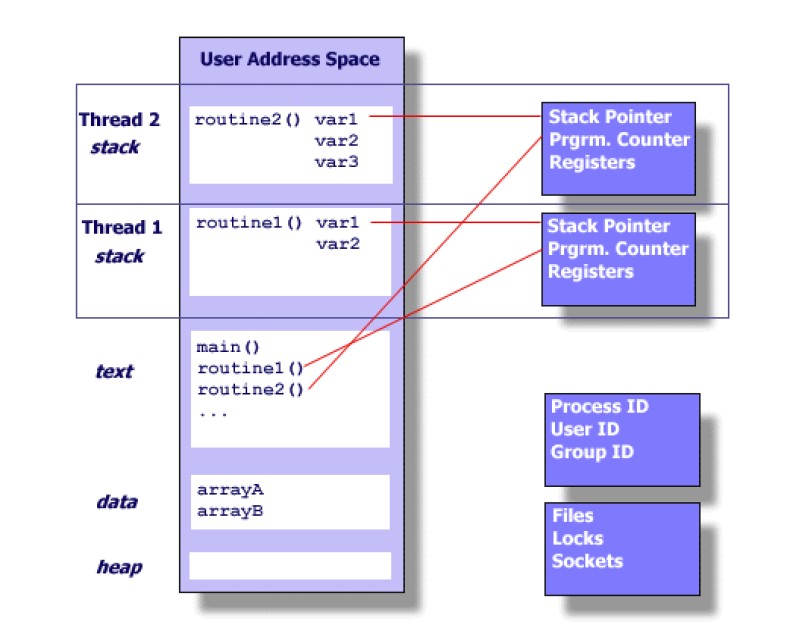 User Address Space
Thread 2
stack
routine2() var1
var2
var3
Stack Pointer
Prgrm. Counter
Registers
Thread 1
stack
routine1() var1
var2
Stack Pointer
Prgrm. Counter
Registers
text
main()
routine1()
routine2()
...
Process ID
User ID
Group ID
data
arrayA
arrayB
Files
Locks
Sockets
heap